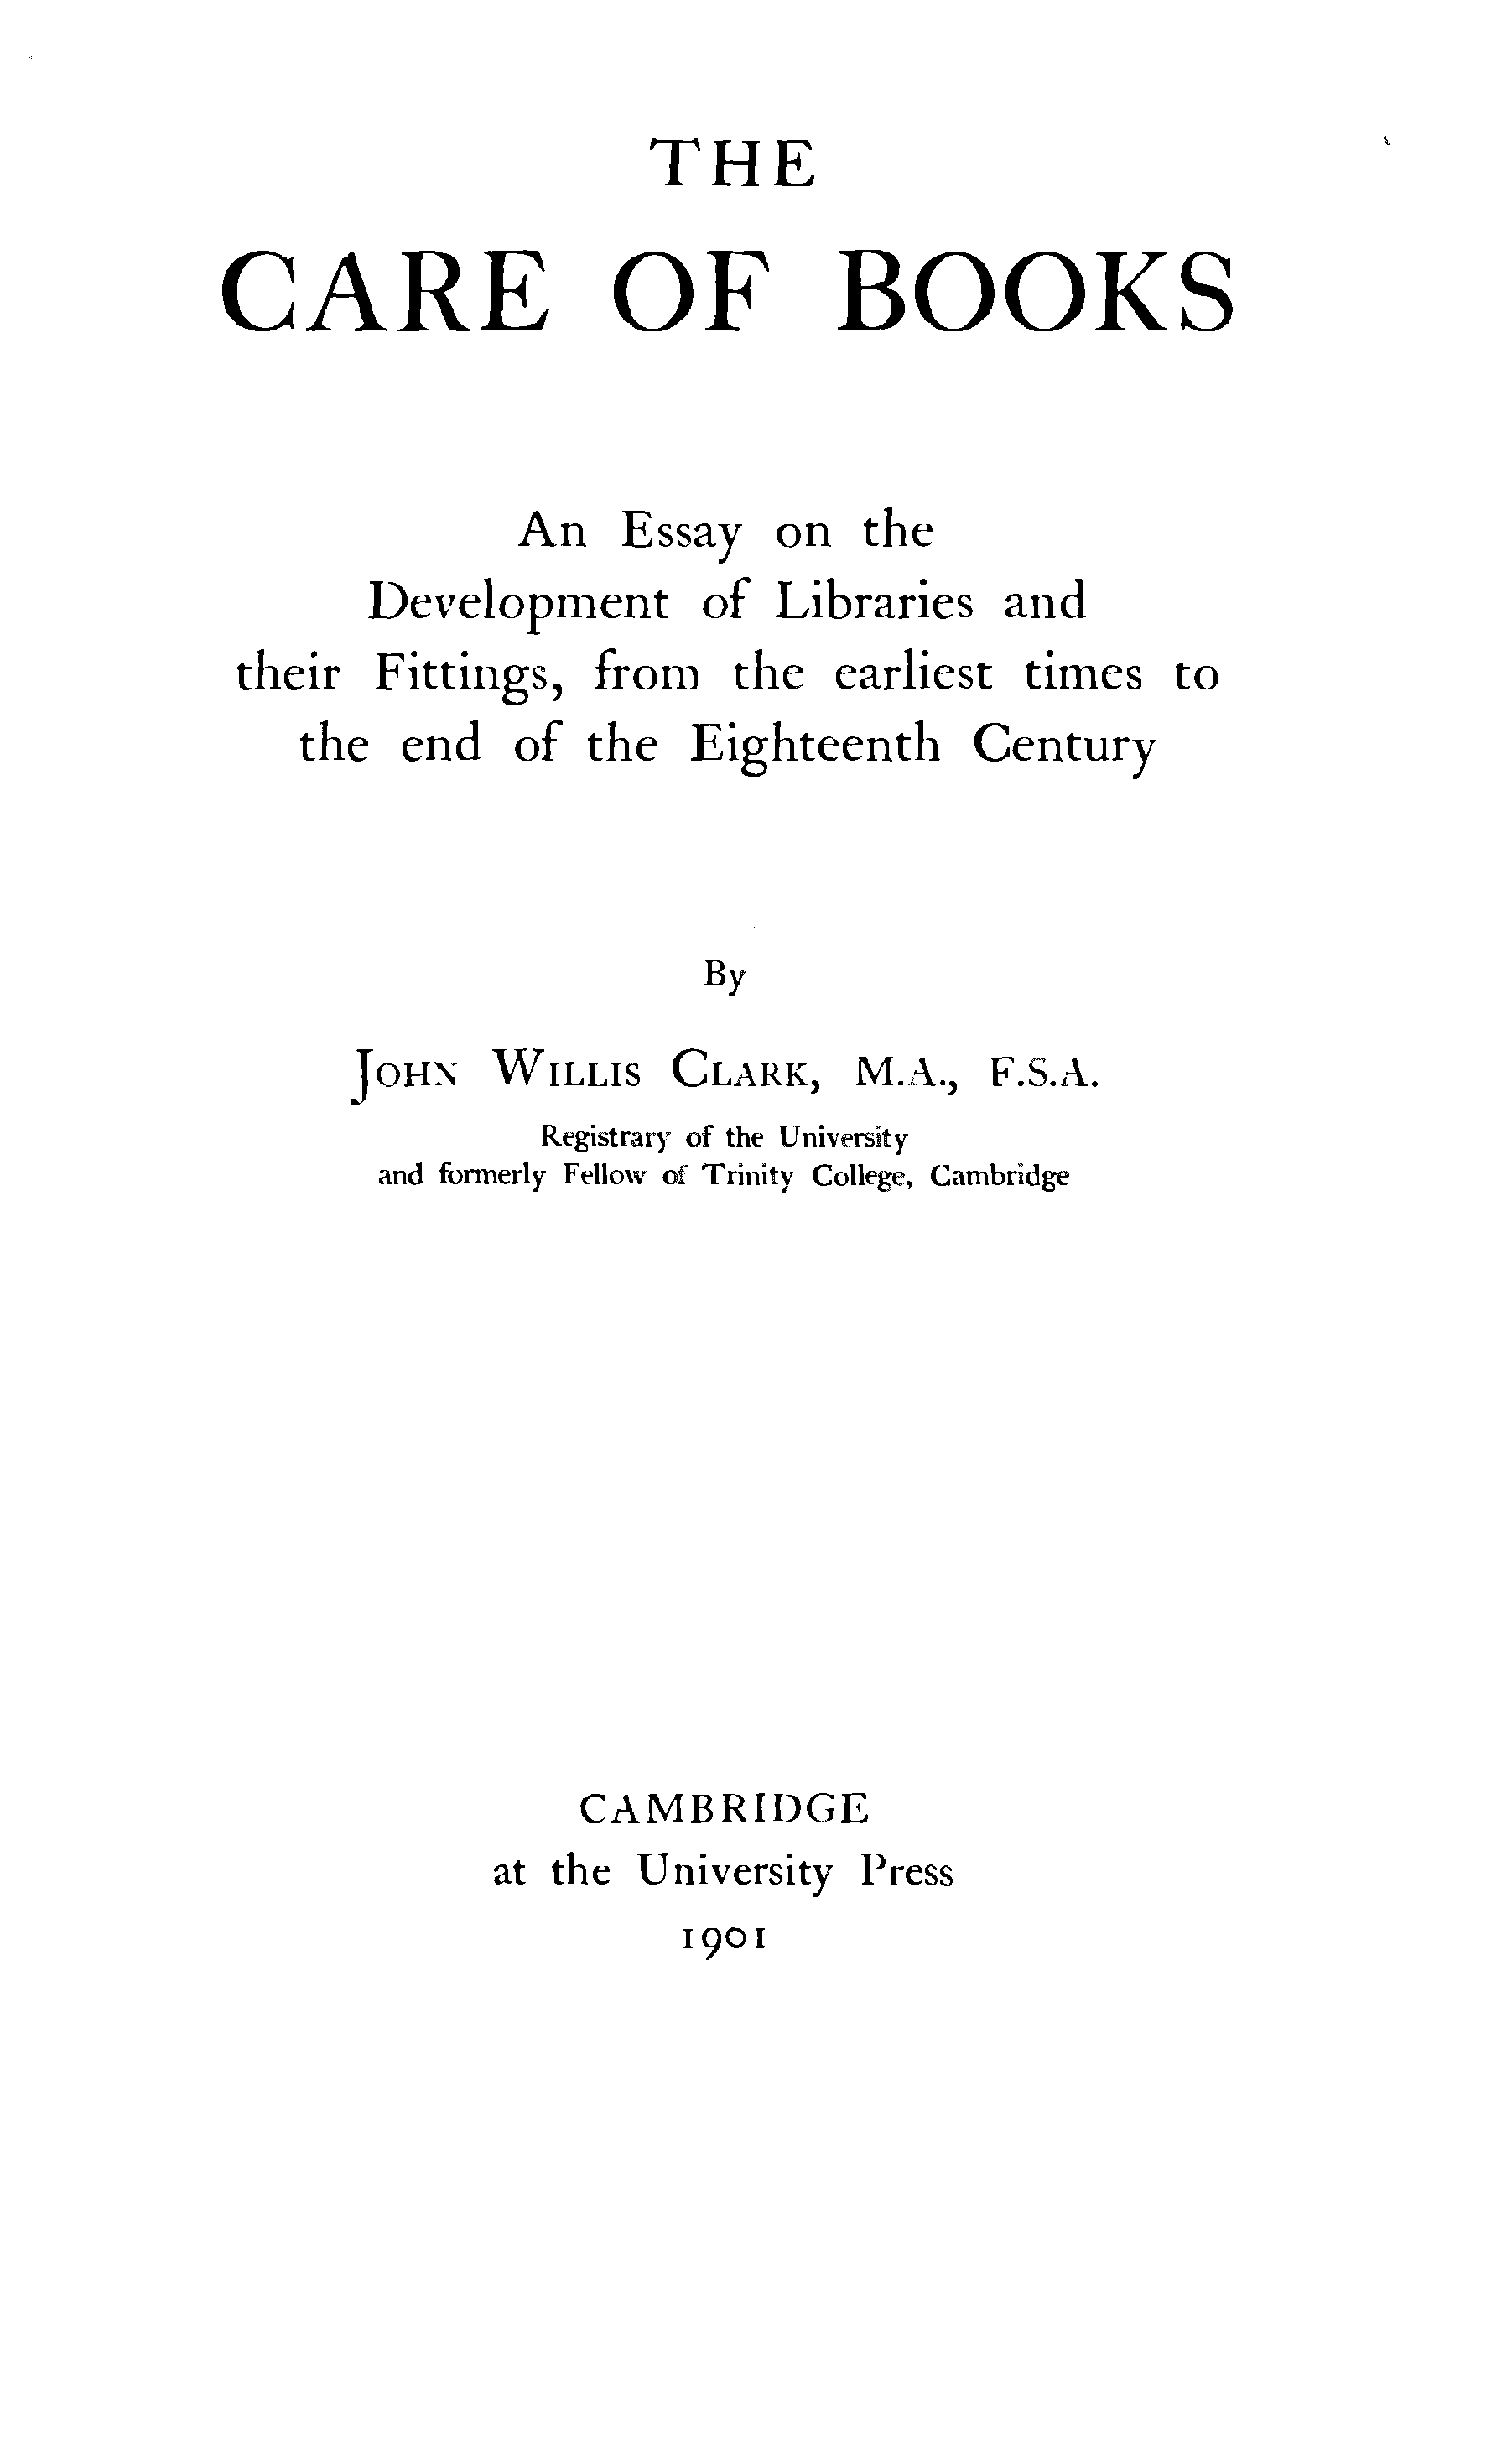 THE
CARE OF BOOKS
An Essay on the
Development of Libraries and
their Fittings, from the earliest times to
the end of the Eighteenth Century
By
John Willis Clark, M.A., F.S.A.
Registrary of the University
and formerly Fellow of Trinity College, Cambridge
CAMBRIDGE
at the University Press
1901